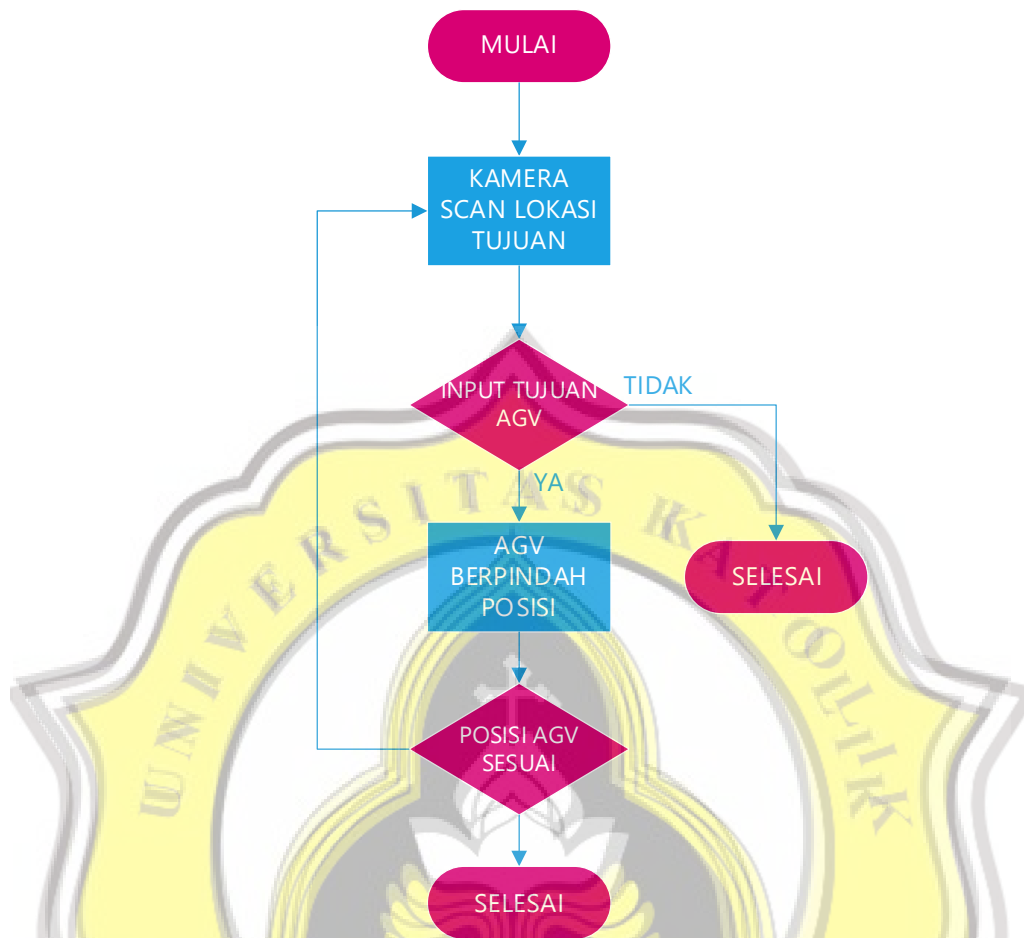 MULAI
KAMERA
SCAN LOKASI
TUJUAN
INPUT TUJUAN
AGV
TIDAK
YA
AGV
BERPINDAH
POSISI
SELESAI
POSISI AGV
SESUAI
SELESAI
UNIVERSITAS KATOLIK